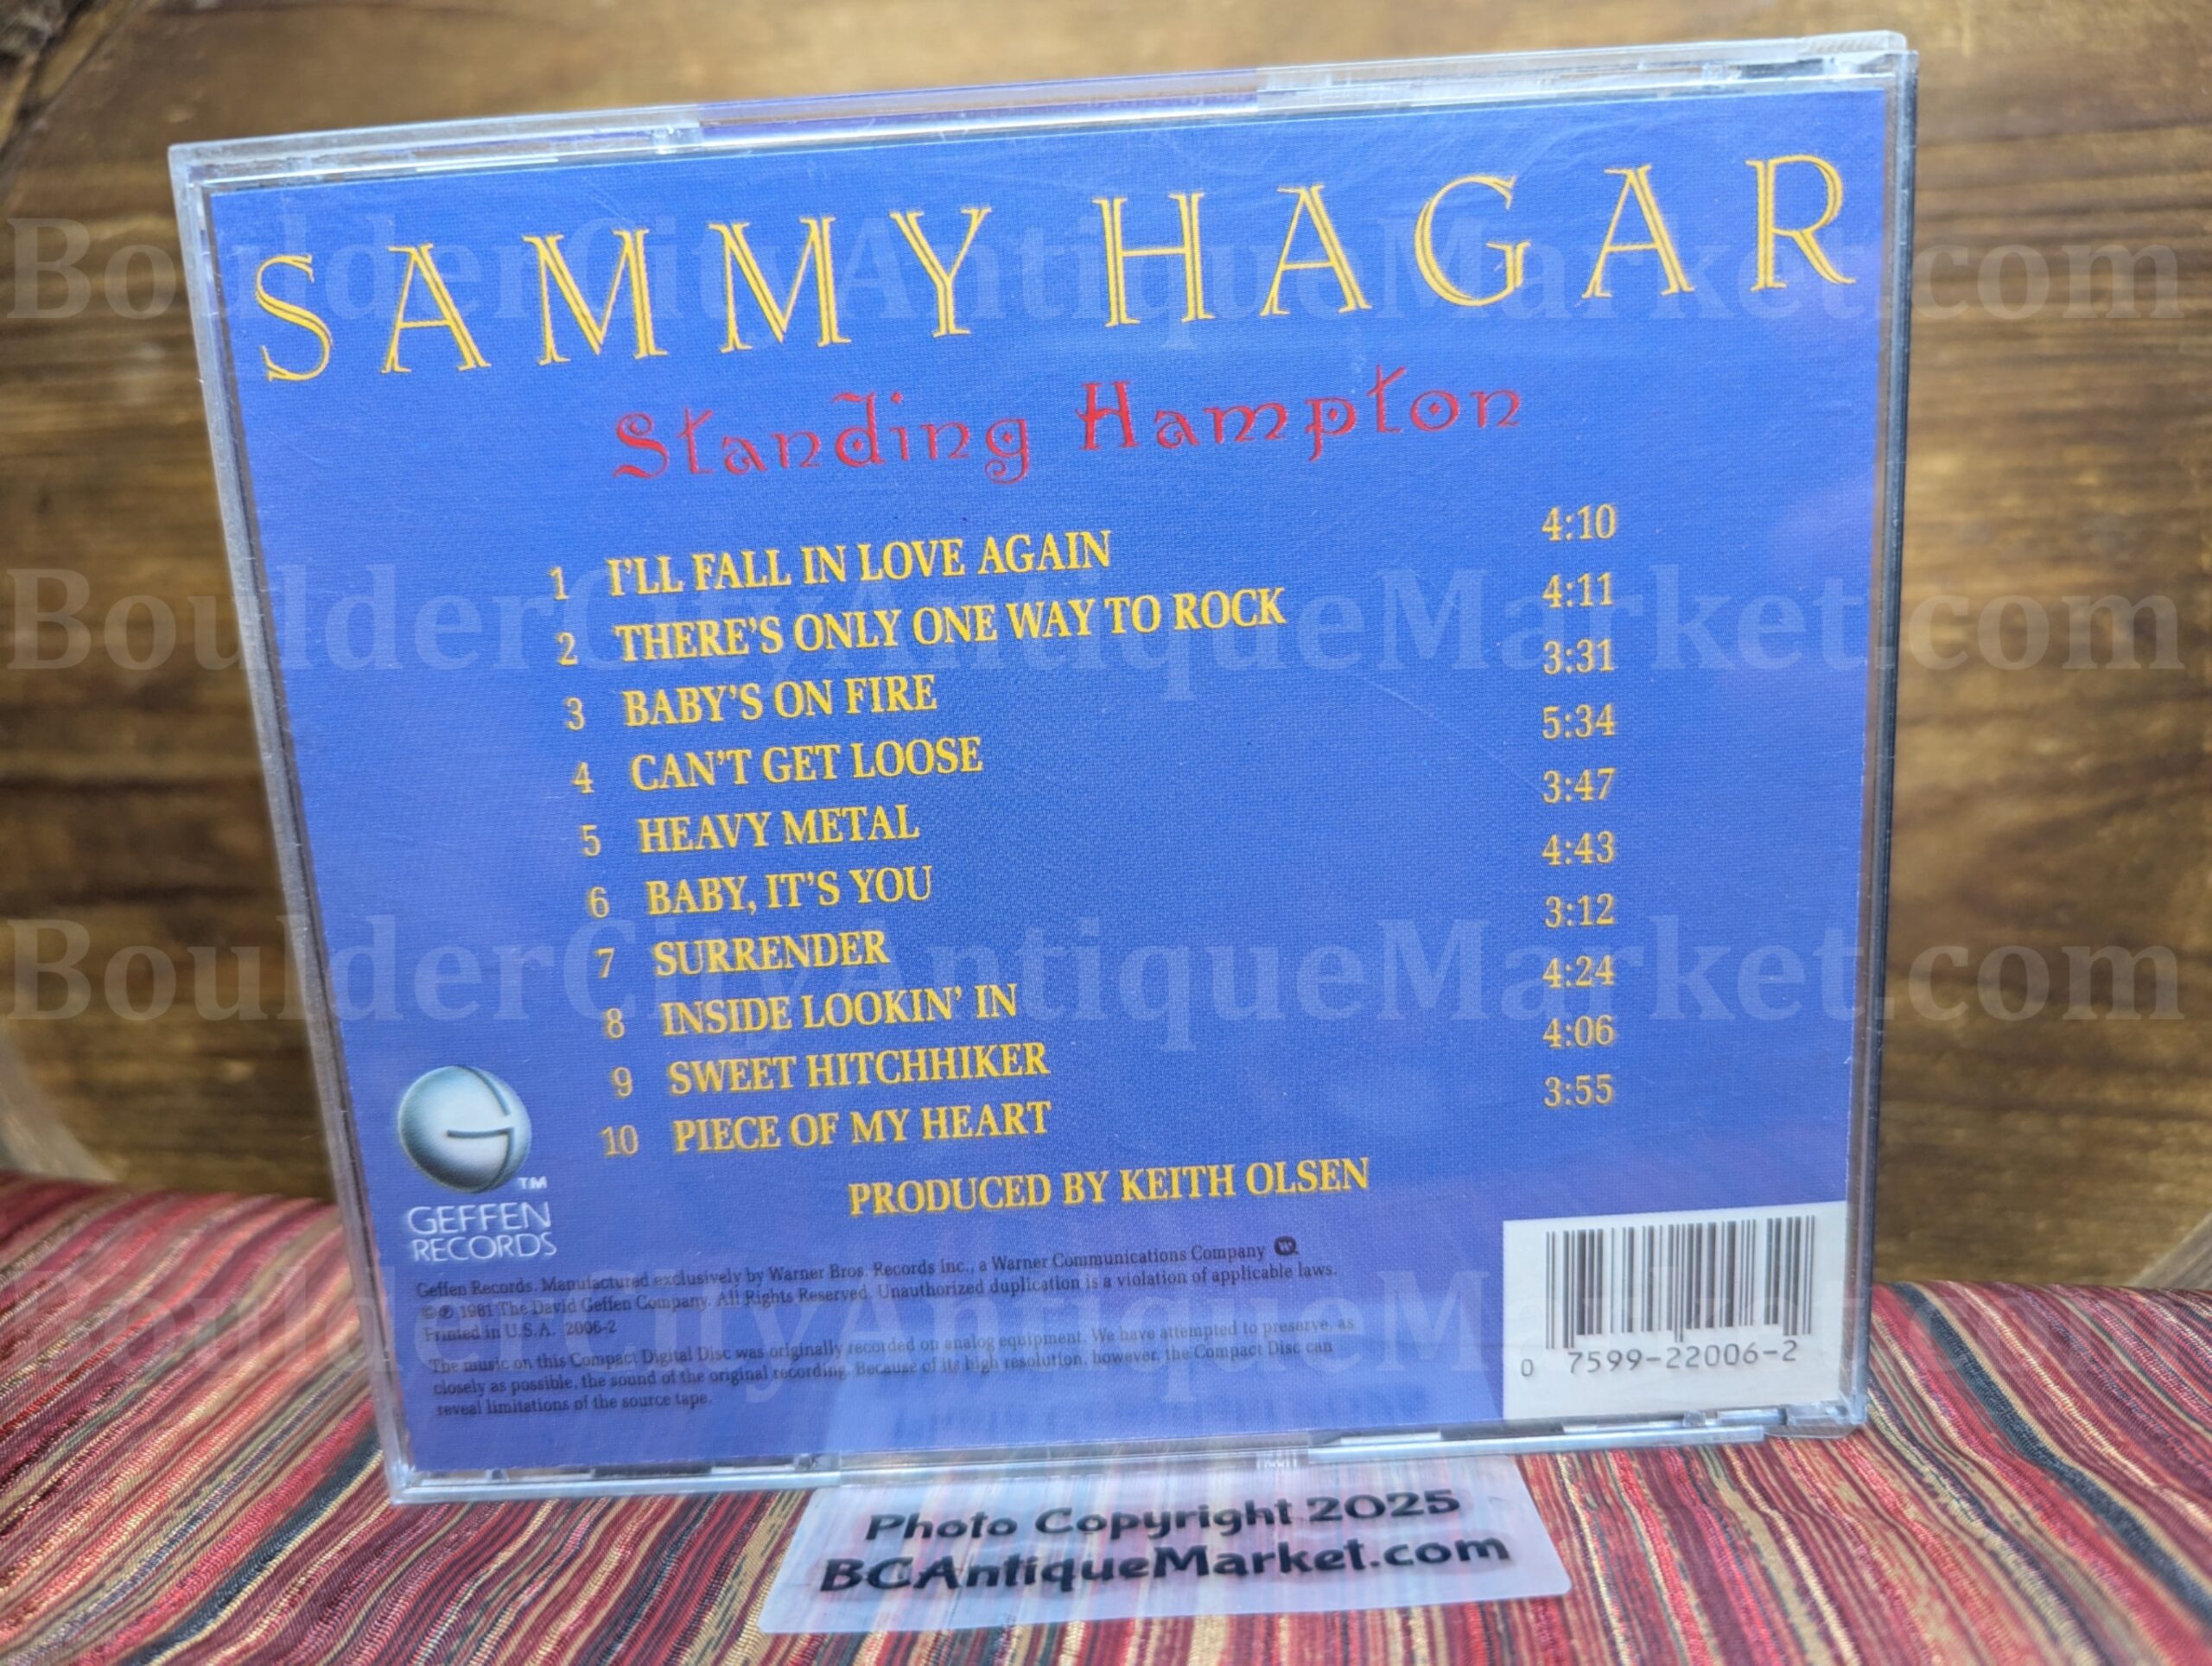 SAMMY HAGAR
Standing Hampton
1 I'LL FALL IN LOVE AGAIN 4:10
2 THERE'S ONLY ONE WAY TO ROCK 4:11
3 BABY'S ON FIRE 3:31
4 CAN'T GET LOOSE 5:34
5 HEAVY METAL 3:47
6 BABY, IT'S YOU 4:43
7 SURRENDER 3:12
8 INSIDE LOOKIN' IN 4:24
9 SWEET HITCHHIKER 4:06
10 PIECE OF MY HEART 3:55
PRODUCED BY KEITH OLSEN
TM
GEFFEN
RECORDS
Geffen Records. Manufactured exclusively by Warner Bros. Records Inc., a Warner Communications Company
© ℗ 1981 The David Geffen Company. All Rights Reserved. Unauthorized duplication is a violation of applicable laws.
Printed in U.S.A. 2006-2
The music on this Compact Digital Disc was originally recorded on analog equipment. We have attempted to preserve, as
closely as possible, the sound of the original recording. Because of its high resolution, however, the Compact Disc can
reveal limitations of the source tape.
0 7599-22006-2
Photo Copyright 2025
BCAntiqueMarket.com
BoulderCityAntiqueMarket.com
BoulderCityAntiqueMarket.com
BoulderCityAntiqueMarket.com
BoulderCityAntiqueMarket.com